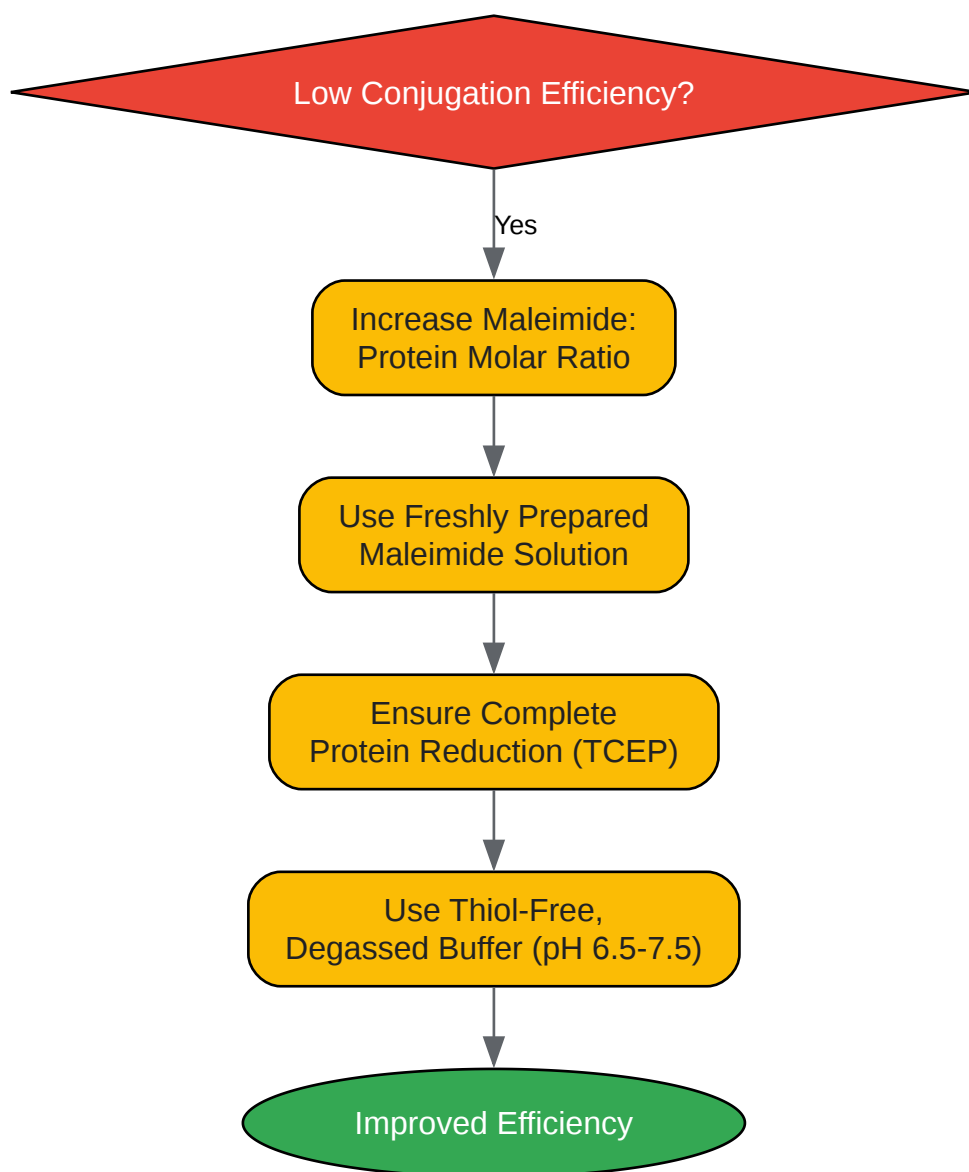 Low Conjugation Efficiency?
Yes
Increase Maleimide:
Protein Molar Ratio
Use Freshly Prepared
Maleimide Solution
Ensure Complete
Protein Reduction (TCEP)
Use Thiol-Free,
Degassed Buffer (pH 6.5-7.5)
Improved Efficiency